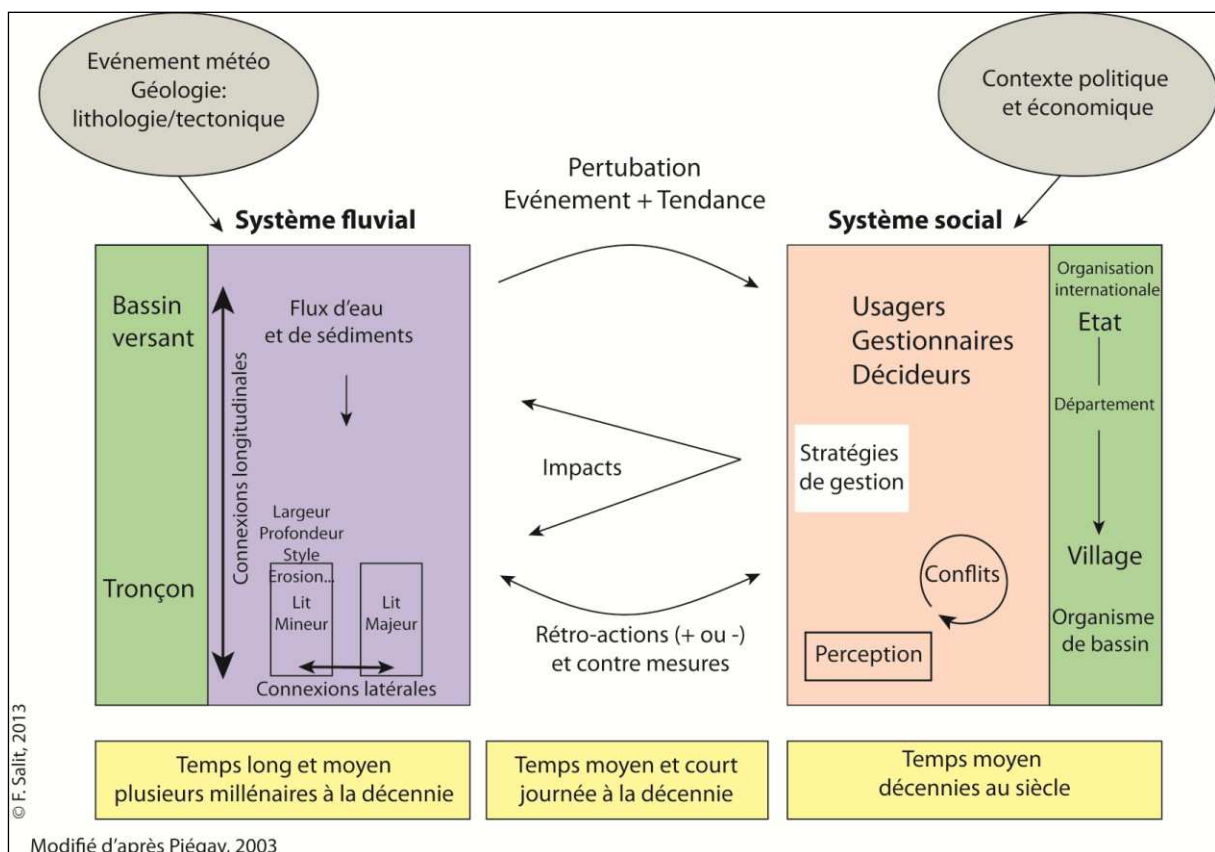 Evénement météo
Géologie:
lithologie/tectonique
Contexte politique
et économique
Pertubation
Evénement + Tendance
Système fluvial
Système social
Bassin
versant
Tronçon
Connexions longitudinales
Flux d'eau
et de sédiments
Largeur
Profondeur
Style
Erosion...
Lit
Mineur
Lit
Majeur
Connexions latérales
Impacts
Rétro-actions (+ ou -)
et contre mesures
Usagers
Gestionnaires
Décideurs
Stratégies
de gestion
Conflits
Perception
Organisation
internationale
Etat
Département
Village
Organisme
de bassin
Temps long et moyen
plusieurs millénaires à la décennie
Temps moyen et court
journée à la décennie
Temps moyen
décennies au siècle
© F. Salit, 2013
Modifié d'après Piégay, 2003